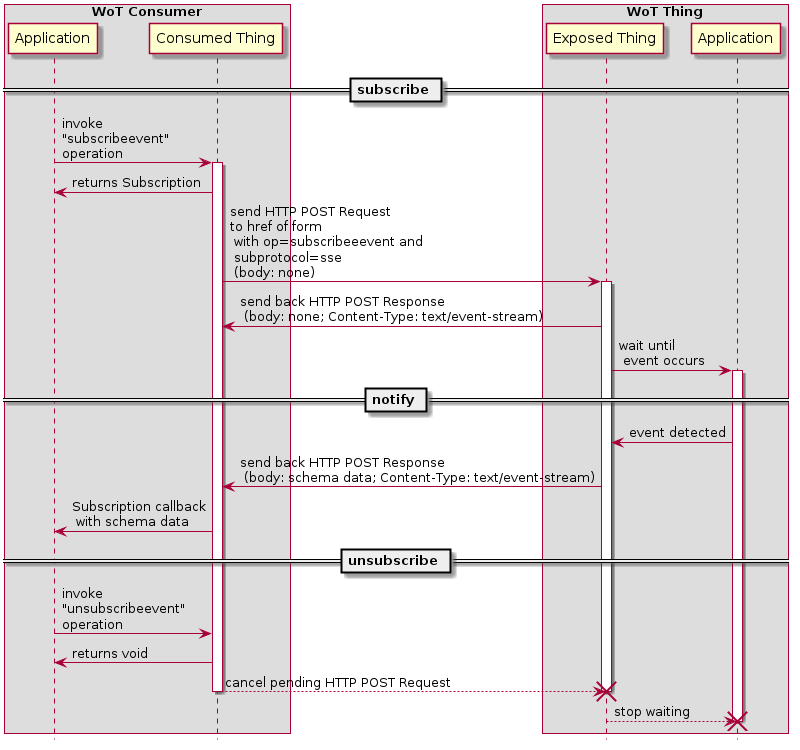 WoT Consumer
WoT Thing
Application
Consumed Thing
Exposed Thing
Application
subscribe
invoke
"subscribeevent"
operation
returns Subscription
send HTTP POST Request
to href of form
with op=subscribeeevent and
subprotocol=sse
(body: none)
send back HTTP POST Response
(body: none; Content-Type: text/event-stream)
wait until
event occurs
notify
event detected
send back HTTP POST Response
(body: schema data; Content-Type: text/event-stream)
Subscription callback
with schema data
unsubscribe
invoke
"unsubscribeevent"
operation
returns void
cancel pending HTTP POST Request
stop waiting